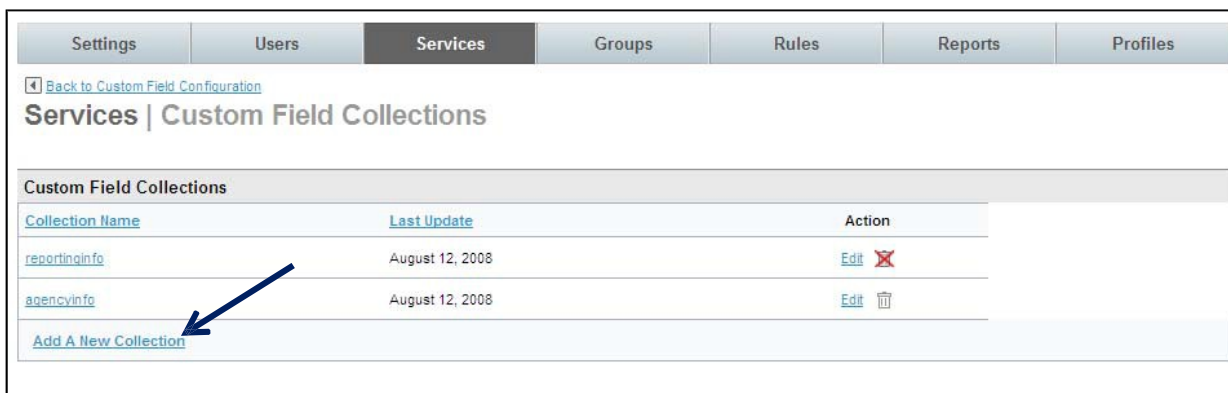 Settings Users Services Groups Rules Reports Profiles
Back to Custom Field Configuration
Services | Custom Field Collections
Custom Field Collections
Collection Name Last Update Action
reportinginfo August 12, 2008 Edit
agencyinfo August 12, 2008 Edit
Add A New Collection